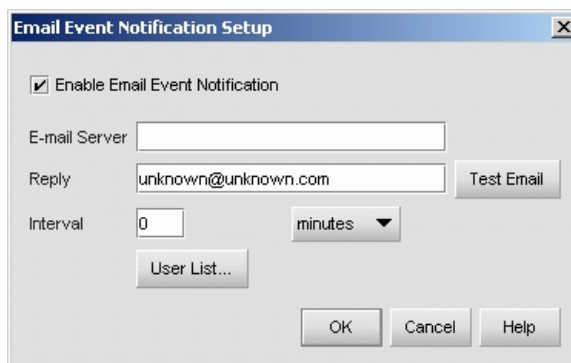 Email Event Notification Setup
Enable Email Event Notification
E-mail Server
Reply unknown@unknown.com Test Email
Interval 0 minutes
User List...
OK Cancel Help